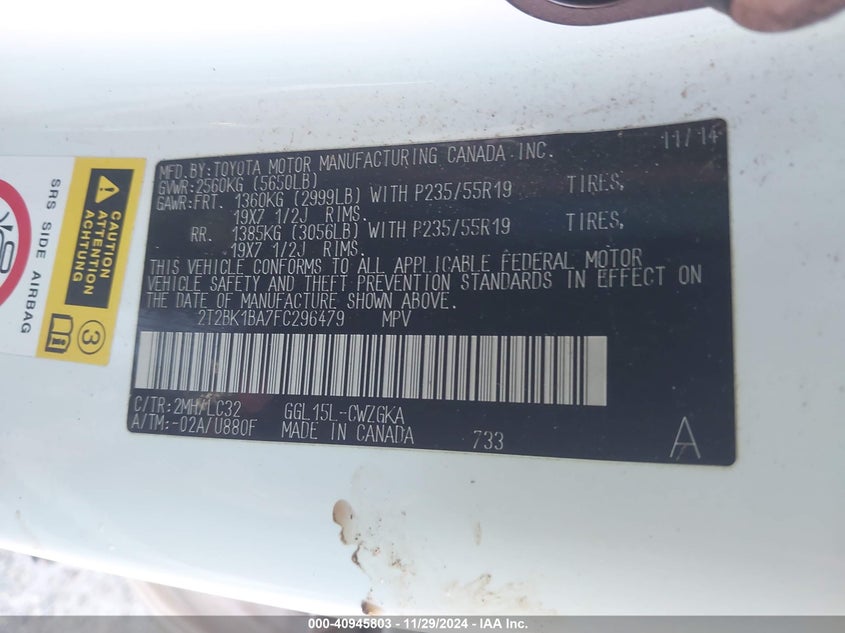 MFD. BY: TOYOTA MOTOR MANUFACTURING CANADA INC. 11/14
GVWR: 2560KG (5650LB)
GAWR: FRT. 1360KG (2999LB) WITH P235/55R19 TIRES,
19X7 1/2J RIMS.
RR. 1385KG (3056LB) WITH P235/55R19 TIRES,
19X7 1/2J RIMS.
THIS VEHICLE CONFORMS TO ALL APPLICABLE FEDERAL MOTOR
VEHICLE SAFETY AND THEFT PREVENTION STANDARDS IN EFFECT ON
THE DATE OF MANUFACTURE SHOWN ABOVE.
2T2BK1BA7FC296479 MPV
C/TR: 2MH/LC32 GGL15L-CWZGKA
A/TM: -02A/U880F MADE IN CANADA 733 A
CAUTION
ATTENTION
ACHTUNG
3
SRS SIDE AIRBAG
000-40945803 - 11/29/2024 - IAA Inc.